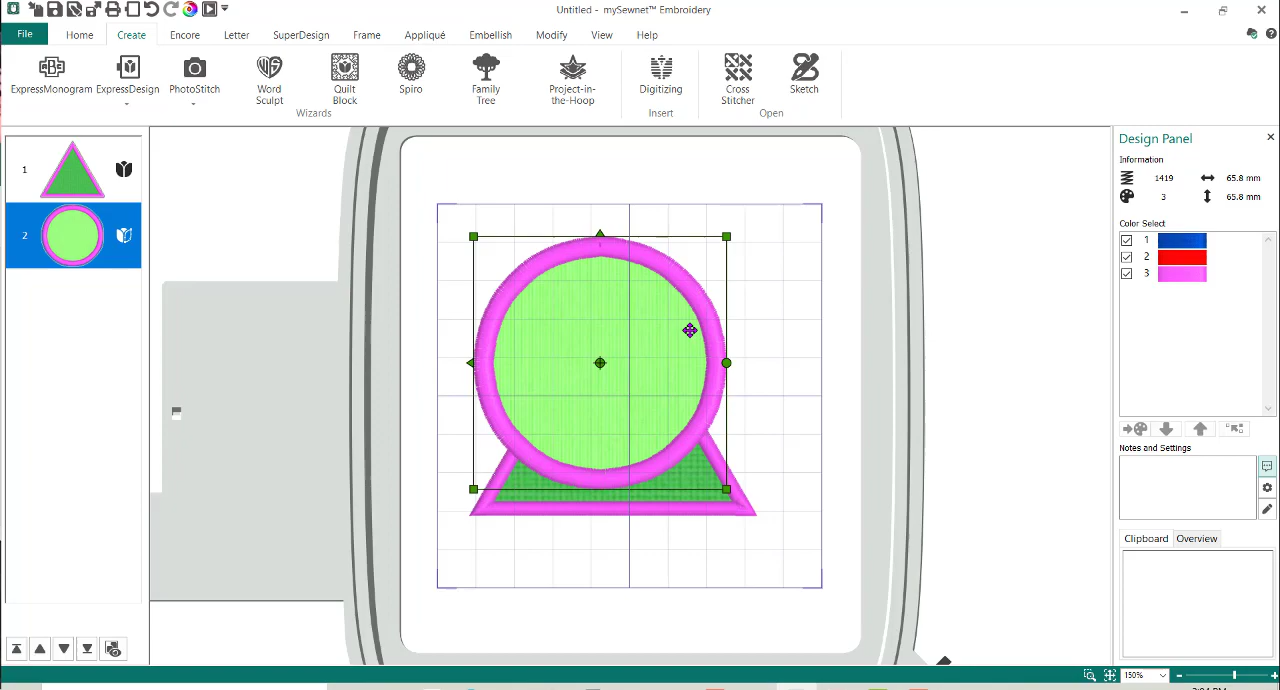 Untitled - mySewnet™ Embroidery
File Home Create Encore Letter SuperDesign Frame Appliqué Embellish Modify View Help
ExpressMonogram ExpressDesign PhotoStitch Word Sculpt Quilt Block Spiro Family Tree Project-in-the-Hoop Digitizing Cross Stitcher Sketch
Wizards Insert Open
1
2
Design Panel
Information
1419 65.8 mm
3 65.8 mm
Color Select
1
2
3
Notes and Settings
Clipboard Overview
150%